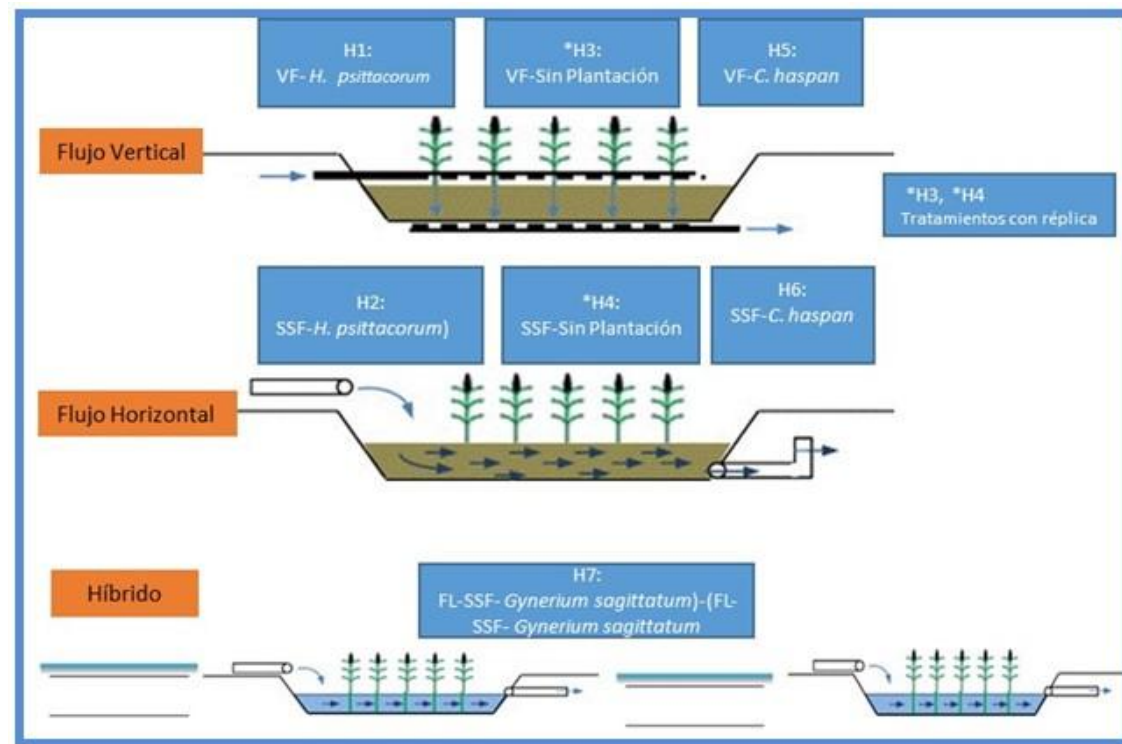 H1:
VF- H. psittacorum
*H3:
VF-Sin Plantación
H5:
VF-C. haspan
Flujo Vertical
*H3, *H4
Tratamientos con réplica
H2:
SSF-H. psittacorum)
*H4:
SSF-Sin Plantación
H6:
SSF-C. haspan
Flujo Horizontal
Híbrido
H7:
FL-SSF- Gynerium sagittatum)-(FL-
SSF- Gynerium sagittatum